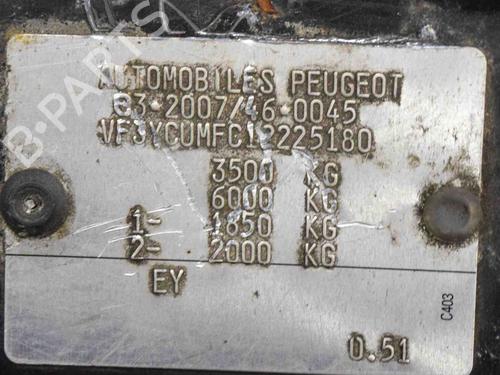 B-PARTS
AUTOMOBILES PEUGEOT
e3*2007/46*0045
VF3YCUMFC12225180
3500 KG
6000 KG
1- 1850 KG
2- 2000 KG
EY
C403
0.51